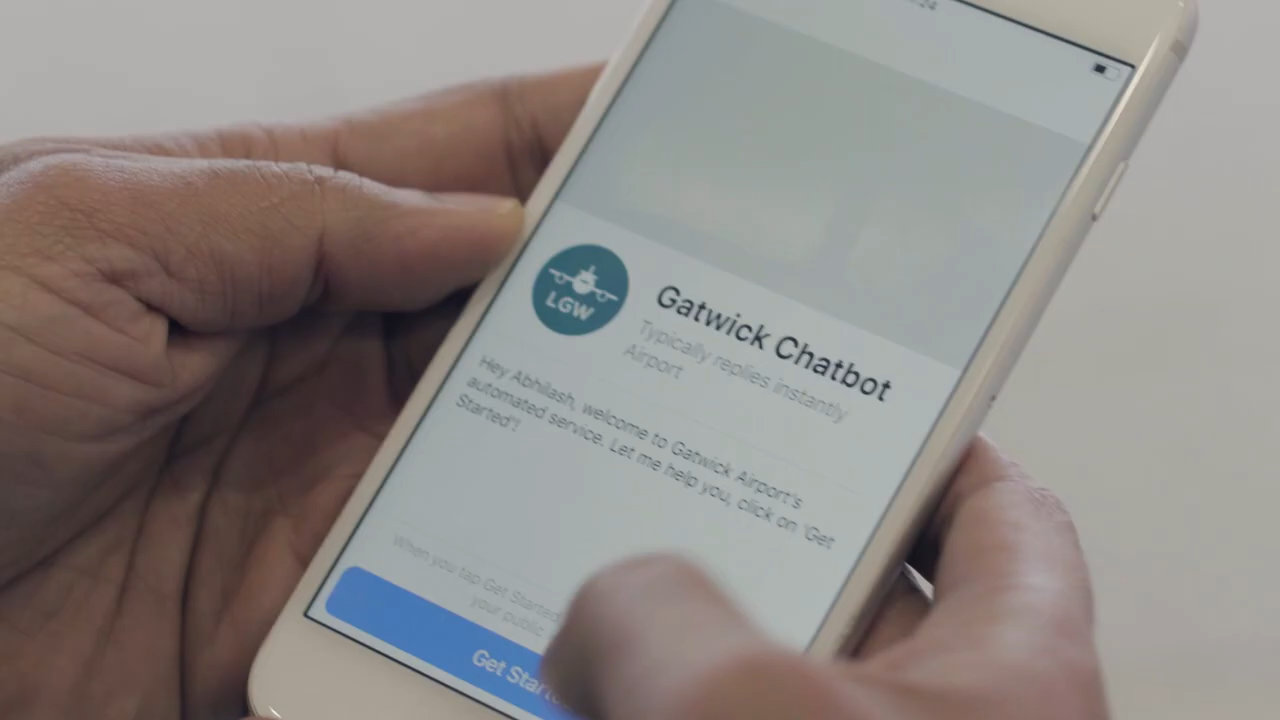 :24
LGW
Gatwick Chatbot
Typically replies instantly
Airport
Hey Abhilash, welcome to Gatwick Airport's
automated service. Let me help you, click on 'Get
Started'!
When you tap Get Started
your public
Get Start